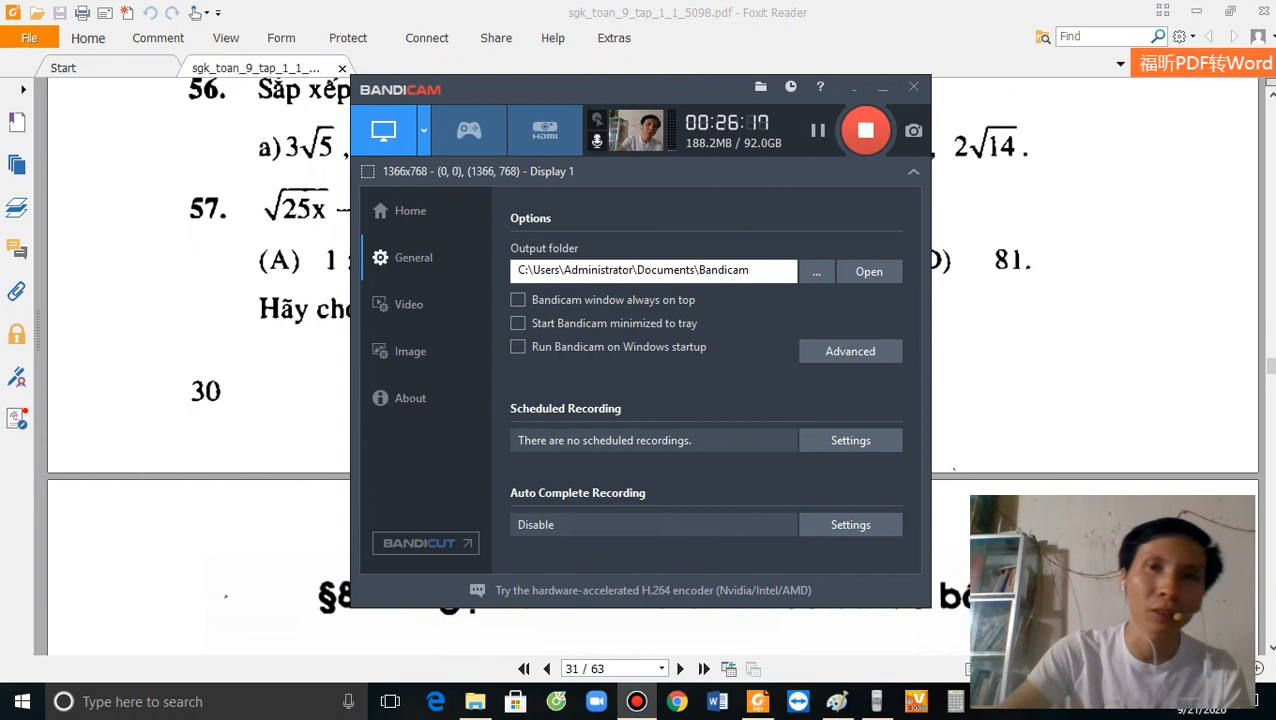 sgk_toan_9_tap_1_1_5098.pdf - Foxit Reader
File Home Comment View Form Protect Connect Share Help Extras Find
Start sgk_toan_9_tap_1_1_... 福昕PDF转Word
56. Sắp xếp
a) 3√5 , , 2√14 .
57. √25x –
(A) 1 81.
Hãy chọ
30
§8
BANDICAM
00:26:17
188.2MB / 92.0GB
HDMI
1366x768 - (0, 0), (1366, 768) - Display 1
Home
General
Video
Image
About
BANDICUT
Options
Output folder
C:\Users\Administrator\Documents\Bandicam ... Open
Bandicam window always on top
Start Bandicam minimized to tray
Run Bandicam on Windows startup
Advanced
Scheduled Recording
There are no scheduled recordings. Settings
Auto Complete Recording
Disable Settings
Try the hardware-accelerated H.264 encoder (Nvidia/Intel/AMD)
31 / 63
Type here to search
9/21/2020